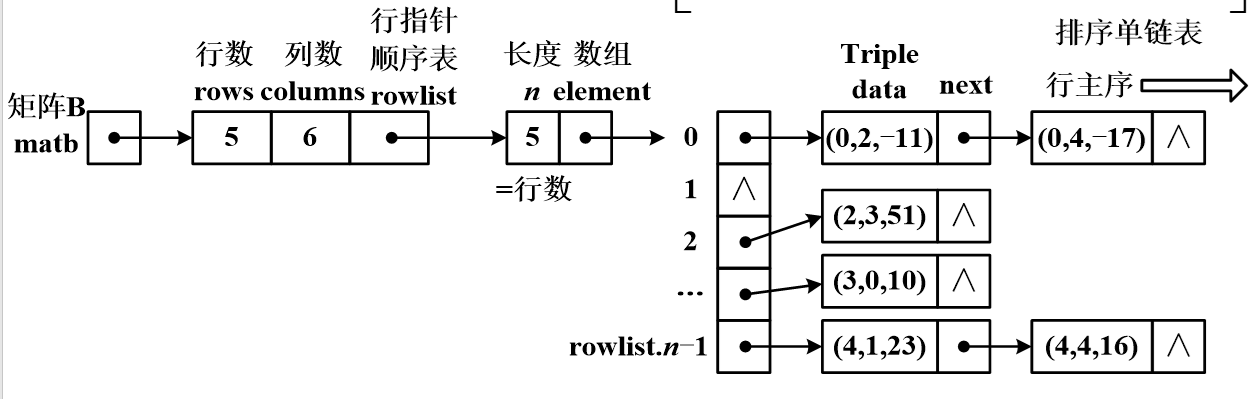 行数
rows
列数
columns
行指针
顺序表
rowlist
长度
n
数组
element
Triple
data
next
排序单链表
行主序
矩阵B
matb
5
6
5
=行数
0
(0,2,−11)
(0,4,−17)
∧
1
∧
2
(2,3,51)
∧
...
(3,0,10)
∧
rowlist.n−1
(4,1,23)
(4,4,16)
∧